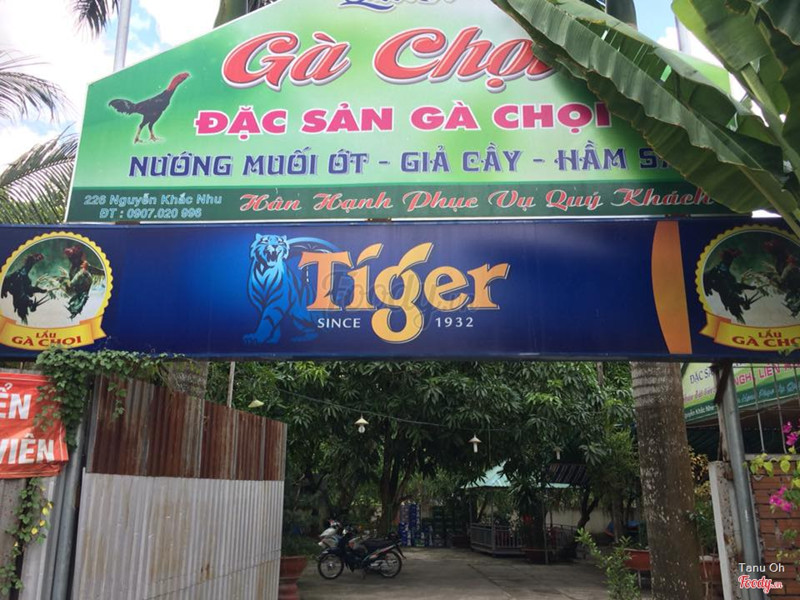 Gà Chọi
ĐẶC SẢN GÀ CHỌI
NƯỚNG MUỐI ỚT - GIẢ CẦY - HẦM
226 Nguyễn Khắc Nhu
ĐT : 0907.020 996
Hân Hạnh Phục Vụ Quý Khách
Tiger
SINCE 1932
LẨU
GÀ CHỌI
LẨU
GÀ CHỌI
ĐẶC
VIÊN
Tanu Oh
Foody.vn